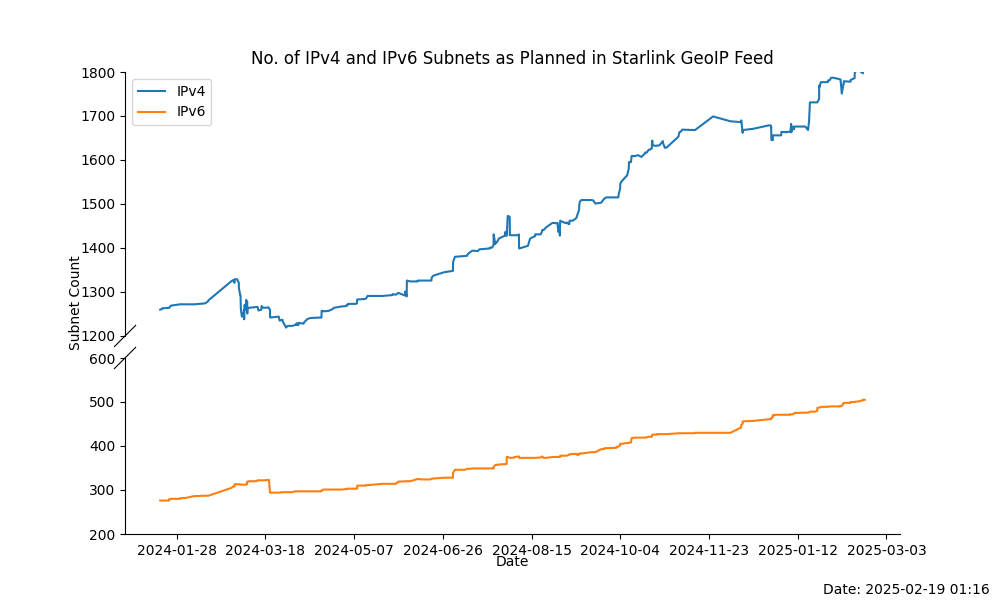 No. of IPv4 and IPv6 Subnets as Planned in Starlink GeoIP Feed
IPv4
IPv6
1800
1700
1600
1500
1400
1300
1200
600
500
400
300
200
Subnet Count
2024-01-28 2024-03-18 2024-05-07 2024-06-26 2024-08-15 2024-10-04 2024-11-23 2025-01-12 2025-03-03
Date
Date: 2025-02-19 01:16